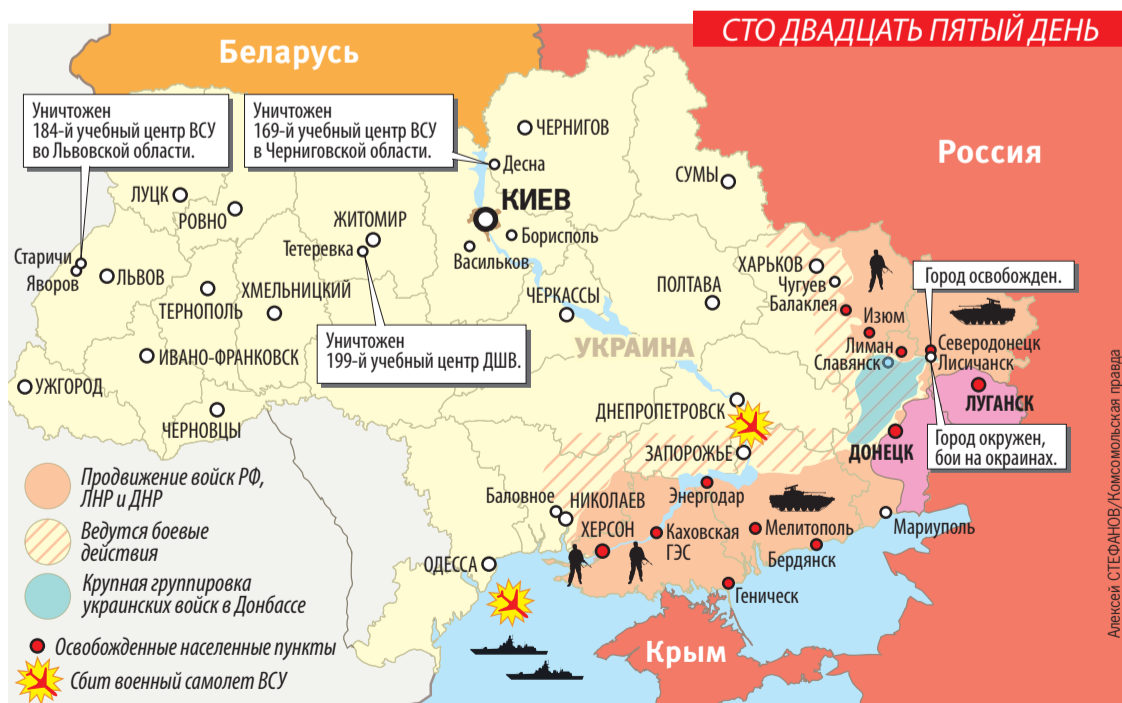 СТО ДВАДЦАТЬ ПЯТЫЙ ДЕНЬ
Беларусь
Уничтожен
184-й учебный центр ВСУ
во Львовской области.
Уничтожен
169-й учебный центр ВСУ
в Черниговской области.
ЧЕРНИГОВ
Десна
СУМЫ
Россия
ЛУЦК
РОВНО
ЖИТОМИР
Тетеревка
КИЕВ
Борисполь
Васильков
Старичи
Яворов
ЛЬВОВ
ТЕРНОПОЛЬ
ХМЕЛЬНИЦКИЙ
ЧЕРКАССЫ
ПОЛТАВА
ХАРЬКОВ
Чугуев
Балаклея
Изюм
Лиман
Славянск
Город освобожден.
Северодонецк
Лисичанск
УКРАИНА
Уничтожен
199-й учебный центр ДШВ.
ИВАНО-ФРАНКОВСК
УЖГОРОД
ЧЕРНОВЦЫ
ДНЕПРОПЕТРОВСК
ЗАПОРОЖЬЕ
ЛУГАНСК
ДОНЕЦК
Город окружен,
бои на окраинах.
Баловное
НИКОЛАЕВ
Энергодар
ХЕРСОН
Каховская
ГЭС
Мелитополь
Бердянск
Мариуполь
ОДЕССА
Геническ
Крым
Продвижение войск РФ,
ЛНР и ДНР
Ведутся боевые
действия
Крупная группировка
украинских войск в Донбассе
Освобожденные населенные пункты
Сбит военный самолет ВСУ
Алексей СТЕФАНОВ/Комсомольская правда